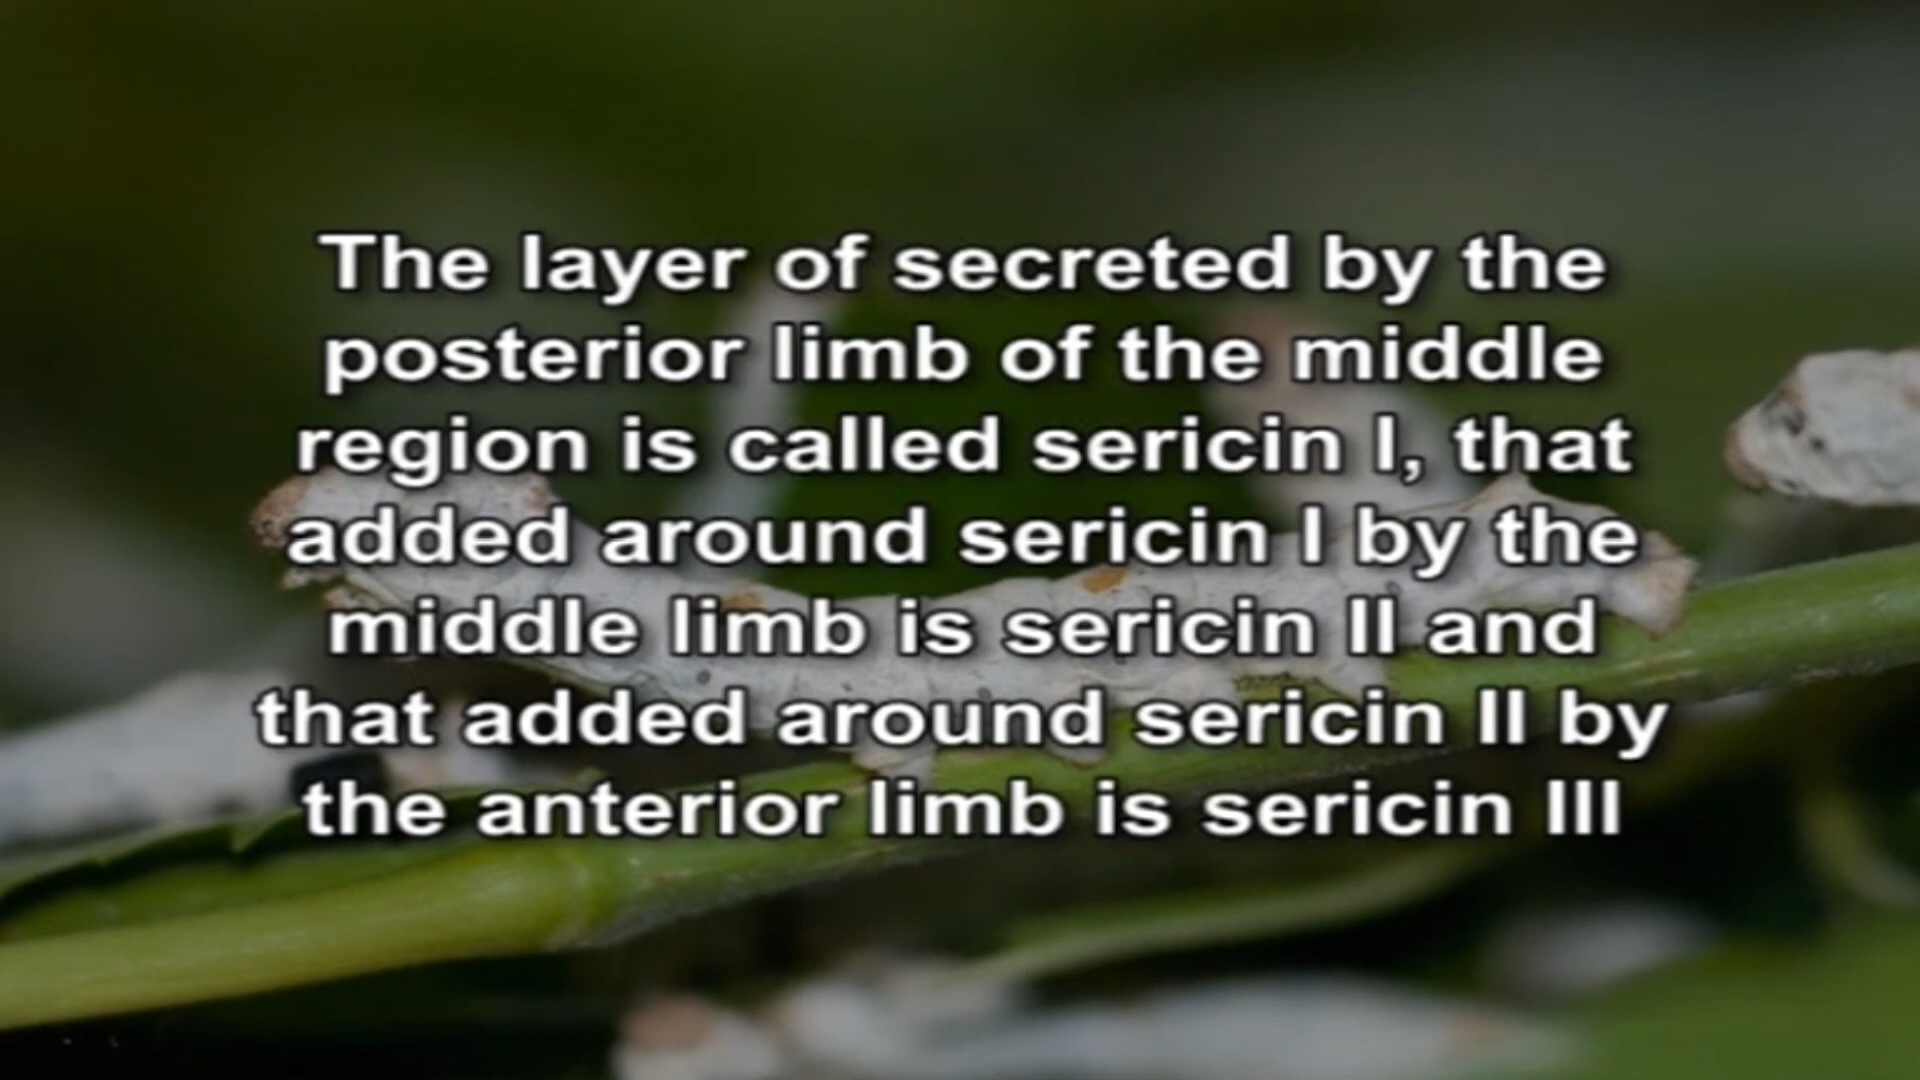 The layer of secreted by the
posterior limb of the middle
region is called sericin I, that
added around sericin I by the
middle limb is sericin II and
that added around sericin II by
the anterior limb is sericin III